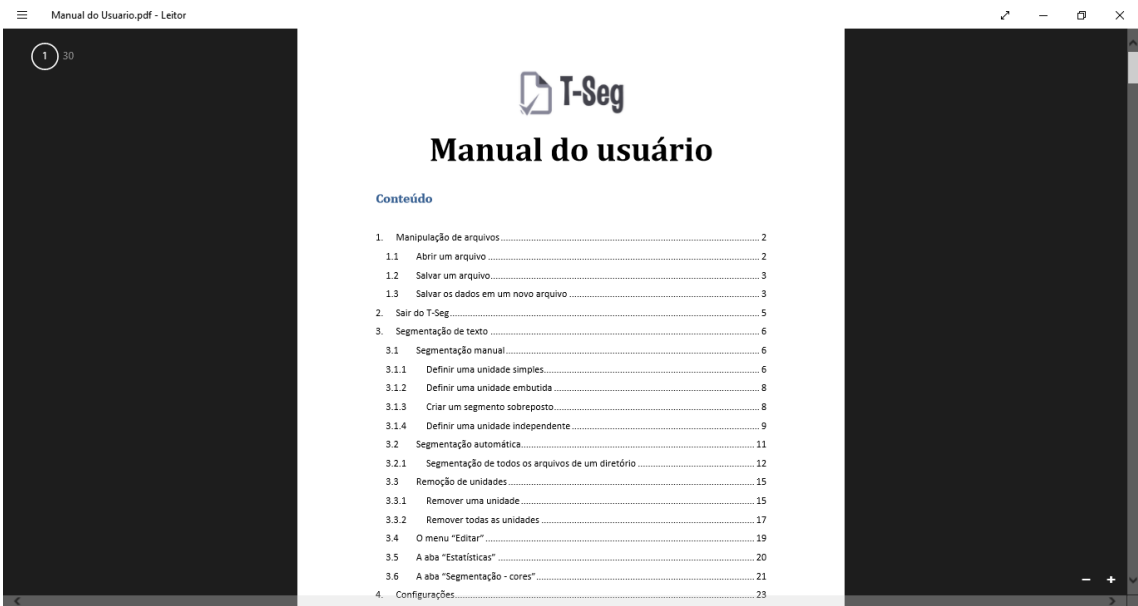 Manual do Usuario.pdf - Leitor
1 30
T-Seg
Manual do usuário
Conteúdo
1. Manipulação de arquivos 2
1.1 Abrir um arquivo 2
1.2 Salvar um arquivo 3
1.3 Salvar os dados em um novo arquivo 3
2. Sair do T-Seg 5
3. Segmentação de texto 6
3.1 Segmentação manual 6
3.1.1 Definir uma unidade simples 6
3.1.2 Definir uma unidade embutida 8
3.1.3 Criar um segmento sobreposto 8
3.1.4 Definir uma unidade independente 9
3.2 Segmentação automática 11
3.2.1 Segmentação de todos os arquivos de um diretório 12
3.3 Remoção de unidades 15
3.3.1 Remover uma unidade 15
3.3.2 Remover todas as unidades 17
3.4 O menu “Editar” 19
3.5 A aba “Estatísticas” 20
3.6 A aba “Segmentação - cores” 21
4. Configurações 23